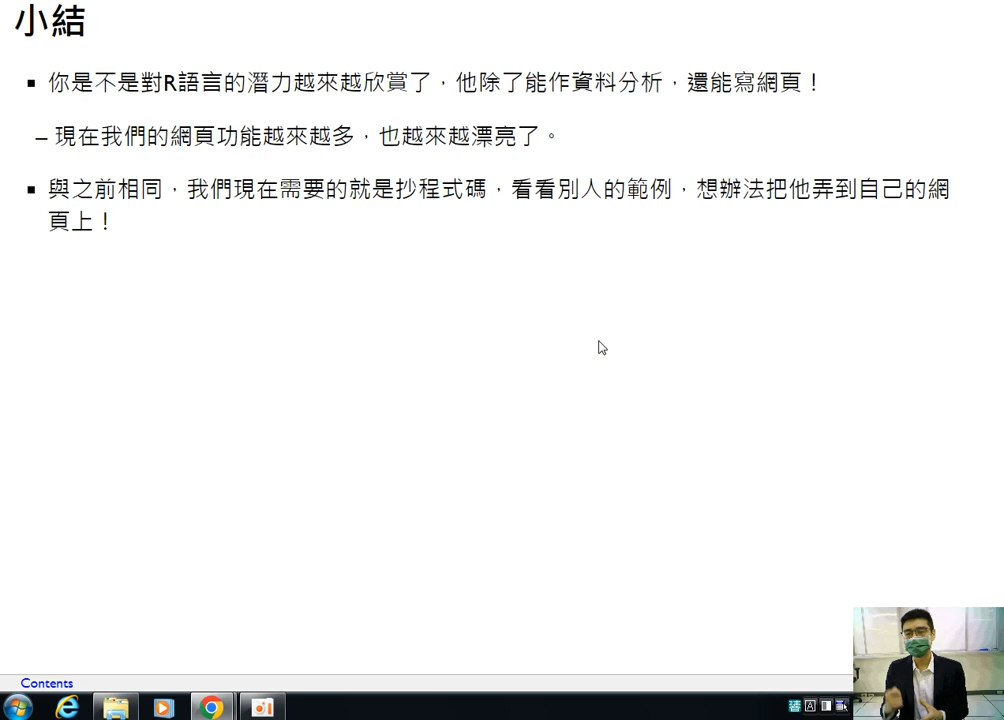 小結
▪ 你是不是對R語言的潛力越來越欣賞了，他除了能作資料分析，還能寫網頁！
– 現在我們的網頁功能越來越多，也越來越漂亮了。
▪ 與之前相同，我們現在需要的就是抄程式碼，看看別人的範例，想辦法把他弄到自己的網
頁上！
Contents